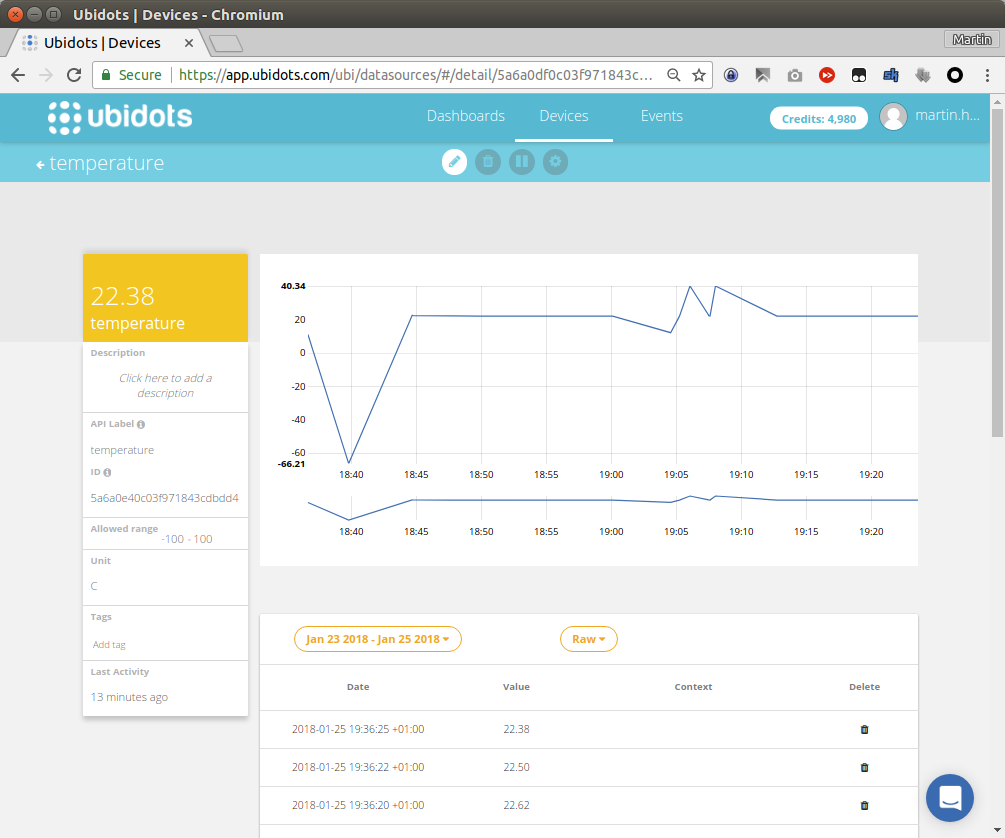 Ubidots | Devices - Chromium
Ubidots | Devices
Martin
Secure
https://app.ubidots.com/ubi/datasources/#/detail/5a6a0df0c03f971843c...
ubidots
Dashboards Devices Events
Credits: 4,980
martin.h...
temperature
22.38
temperature
Description
Click here to add a
description
API Label
temperature
ID
5a6a0e40c03f971843cdbdd4
Allowed range
-100 - 100
Unit
C
Tags
Add tag
Last Activity
13 minutes ago
40.34
20
0
-20
-40
-60
-66.21
18:40 18:45 18:50 18:55 19:00 19:05 19:10 19:15 19:20
18:40 18:45 18:50 18:55 19:00 19:05 19:10 19:15 19:20
Jan 23 2018 - Jan 25 2018 Raw
Date Value Context Delete
2018-01-25 19:36:25 +01:00 22.38
2018-01-25 19:36:22 +01:00 22.50
2018-01-25 19:36:20 +01:00 22.62